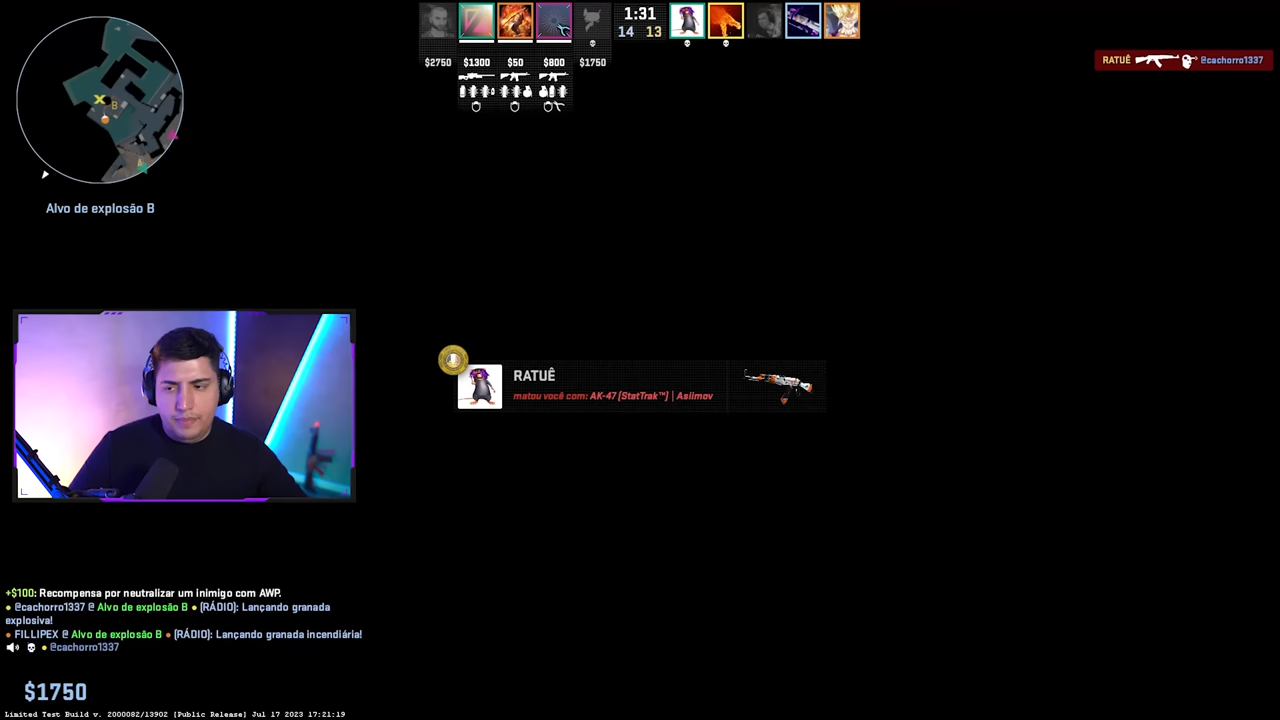 1:31
14 13
$2750 $1300 $50 $800 $1750
RATUÊ @cachorro1337
B
Alvo de explosão B
RATUÊ
matou você com: AK-47 (StatTrak™) | Asiimov
+$100: Recompensa por neutralizar um inimigo com AWP.
• @cachorro1337 @ Alvo de explosão B • (RÁDIO): Lançando granada
explosiva!
• FILLIPEX @ Alvo de explosão B • (RÁDIO): Lançando granada incendiária!
• @cachorro1337
$1750
Limited Test Build v. 2000082/13902 [Public Release] Jul 17 2023 17:21:19